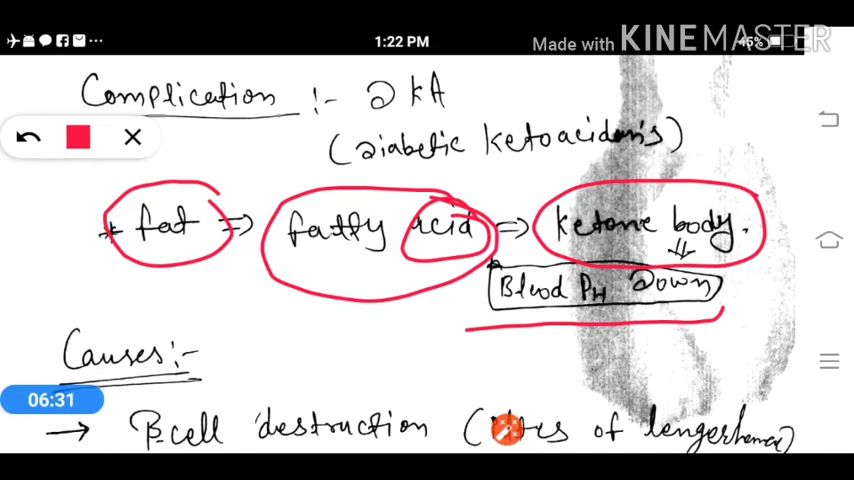 1:22 PM
Made with KINEMASTER
45%
Complication :- DKA
(Diabetic Ketoacidosis)
* fat => fatty acid => Ketone body.
Blood PH Down
Causes:-
06:31
→ B-cell destruction ( of